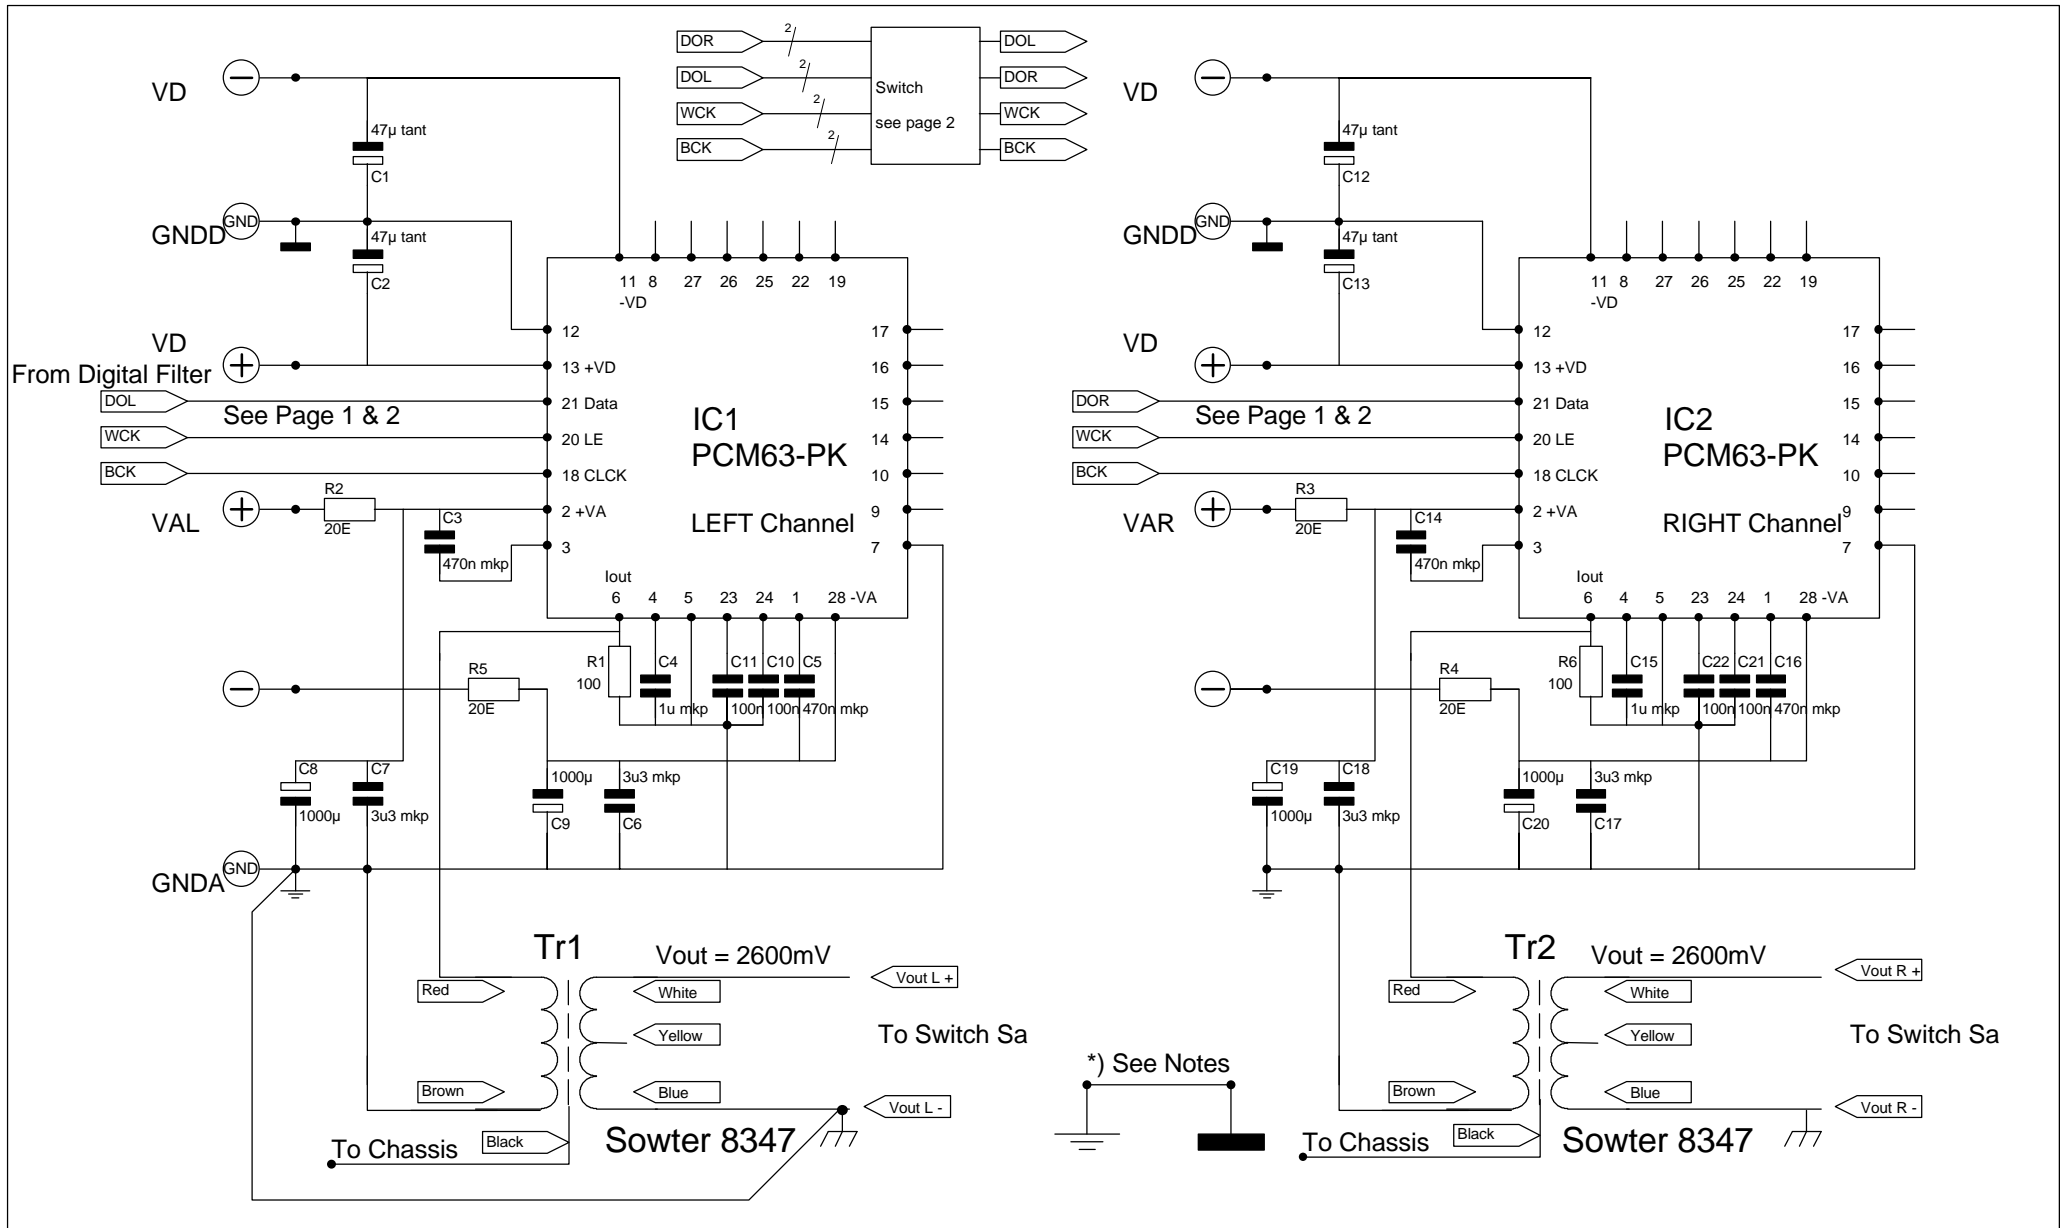 DOR 2 DOL
DOL 2 DOR
WCK 2 WCK
BCK 2 BCK
Switch
see page 2
VD
47µ tant
C1
GNDD
GND
47µ tant
C2
VD
From Digital Filter
DOL
See Page 1 & 2
WCK
BCK
VAL
R2
20E
C3
470n mkp
11 8 27 26 25 22 19
-VD
12
13 +VD
21 Data
20 LE
18 CLCK
2 +VA
3
17
16
15
14
10
9
7
IC1
PCM63-PK
LEFT Channel
Iout
6 4 5 23 24 1 28 -VA
R5
20E
R1
100
C4
1u mkp
C11
100n
C10
100n
C5
470n mkp
C8
1000µ
C7
3u3 mkp
1000µ
C9
3u3 mkp
C6
GNDA
GND
Tr1
Vout = 2600mV
Vout L +
Red
White
Yellow
To Switch Sa
Brown
Blue
Vout L -
Black
To Chassis
Sowter 8347
VD
47µ tant
C12
GNDD
GND
47µ tant
C13
VD
DOR
See Page 1 & 2
WCK
BCK
VAR
R3
20E
C14
470n mkp
11 8 27 26 25 22 19
-VD
12
13 +VD
21 Data
20 LE
18 CLCK
2 +VA
3
17
16
15
14
10
9
7
IC2
PCM63-PK
RIGHT Channel
Iout
6 4 5 23 24 1 28 -VA
R4
20E
R6
100
C15
1u mkp
C22
100n
C21
100n
C16
470n mkp
C19
1000µ
C18
3u3 mkp
1000µ
C20
3u3 mkp
C17
Tr2
Vout = 2600mV
Vout R +
Red
White
Yellow
To Switch Sa
Brown
Blue
Vout R -
Black
To Chassis
Sowter 8347
*) See Notes